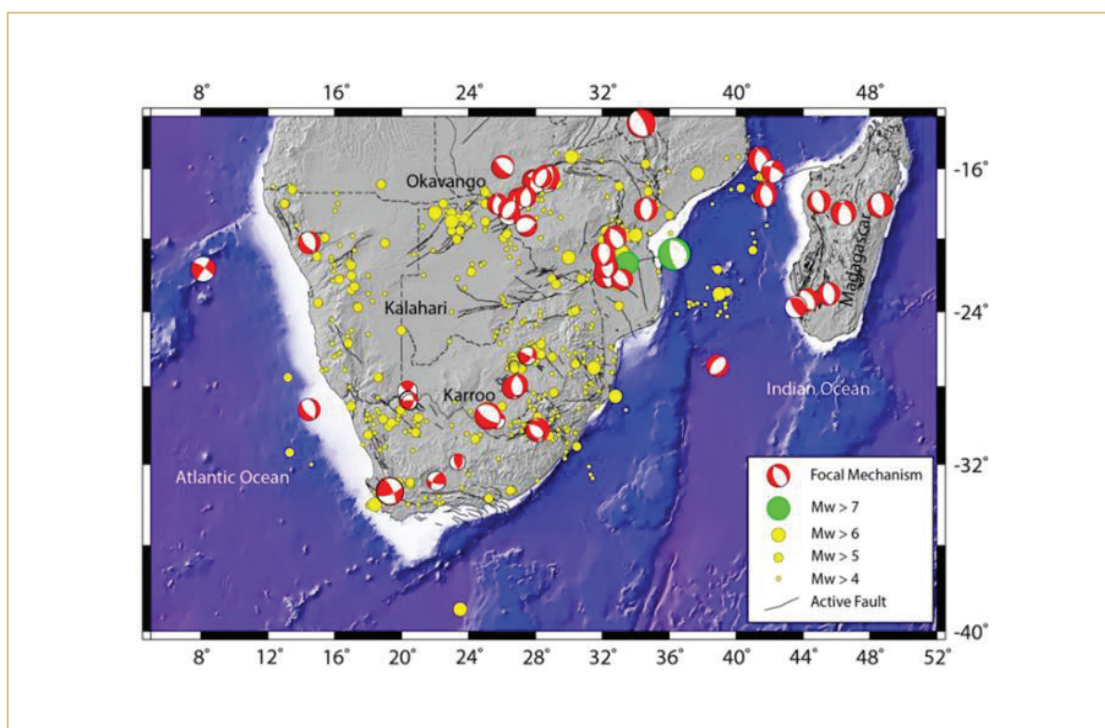 8° 16° 24° 32° 40° 48°
-16°
-24°
-32°
-40°
Okavango
Kalahari
Karroo
Madagascar
Indian Ocean
Atlantic Ocean
Focal Mechanism
Mw > 7
Mw > 6
Mw > 5
Mw > 4
Active Fault
8° 12° 16° 20° 24° 28° 32° 36° 40° 44° 48° 52°